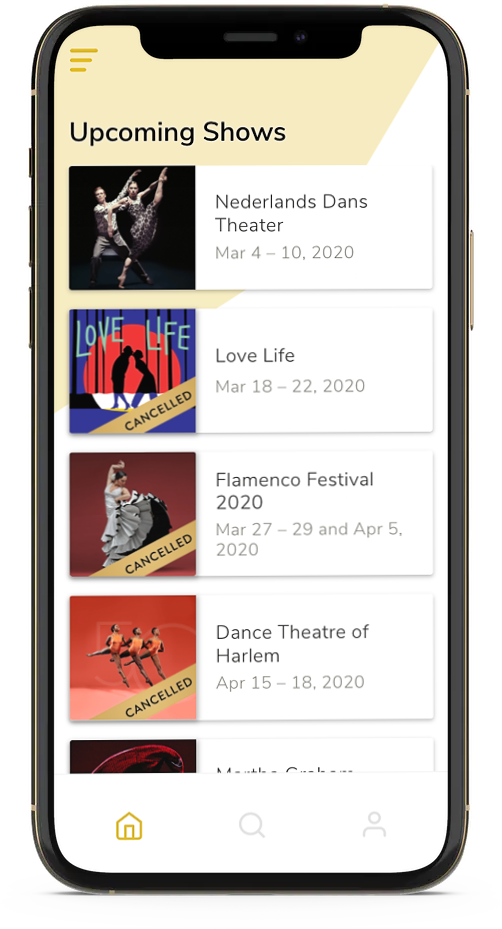 Upcoming Shows
Nederlands Dans
Theater
Mar 4 – 10, 2020
LOVE LIFE
CANCELLED
Love Life
Mar 18 – 22, 2020
CANCELLED
Flamenco Festival
2020
Mar 27 – 29 and Apr 5,
2020
CANCELLED
Dance Theatre of
Harlem
Apr 15 – 18, 2020